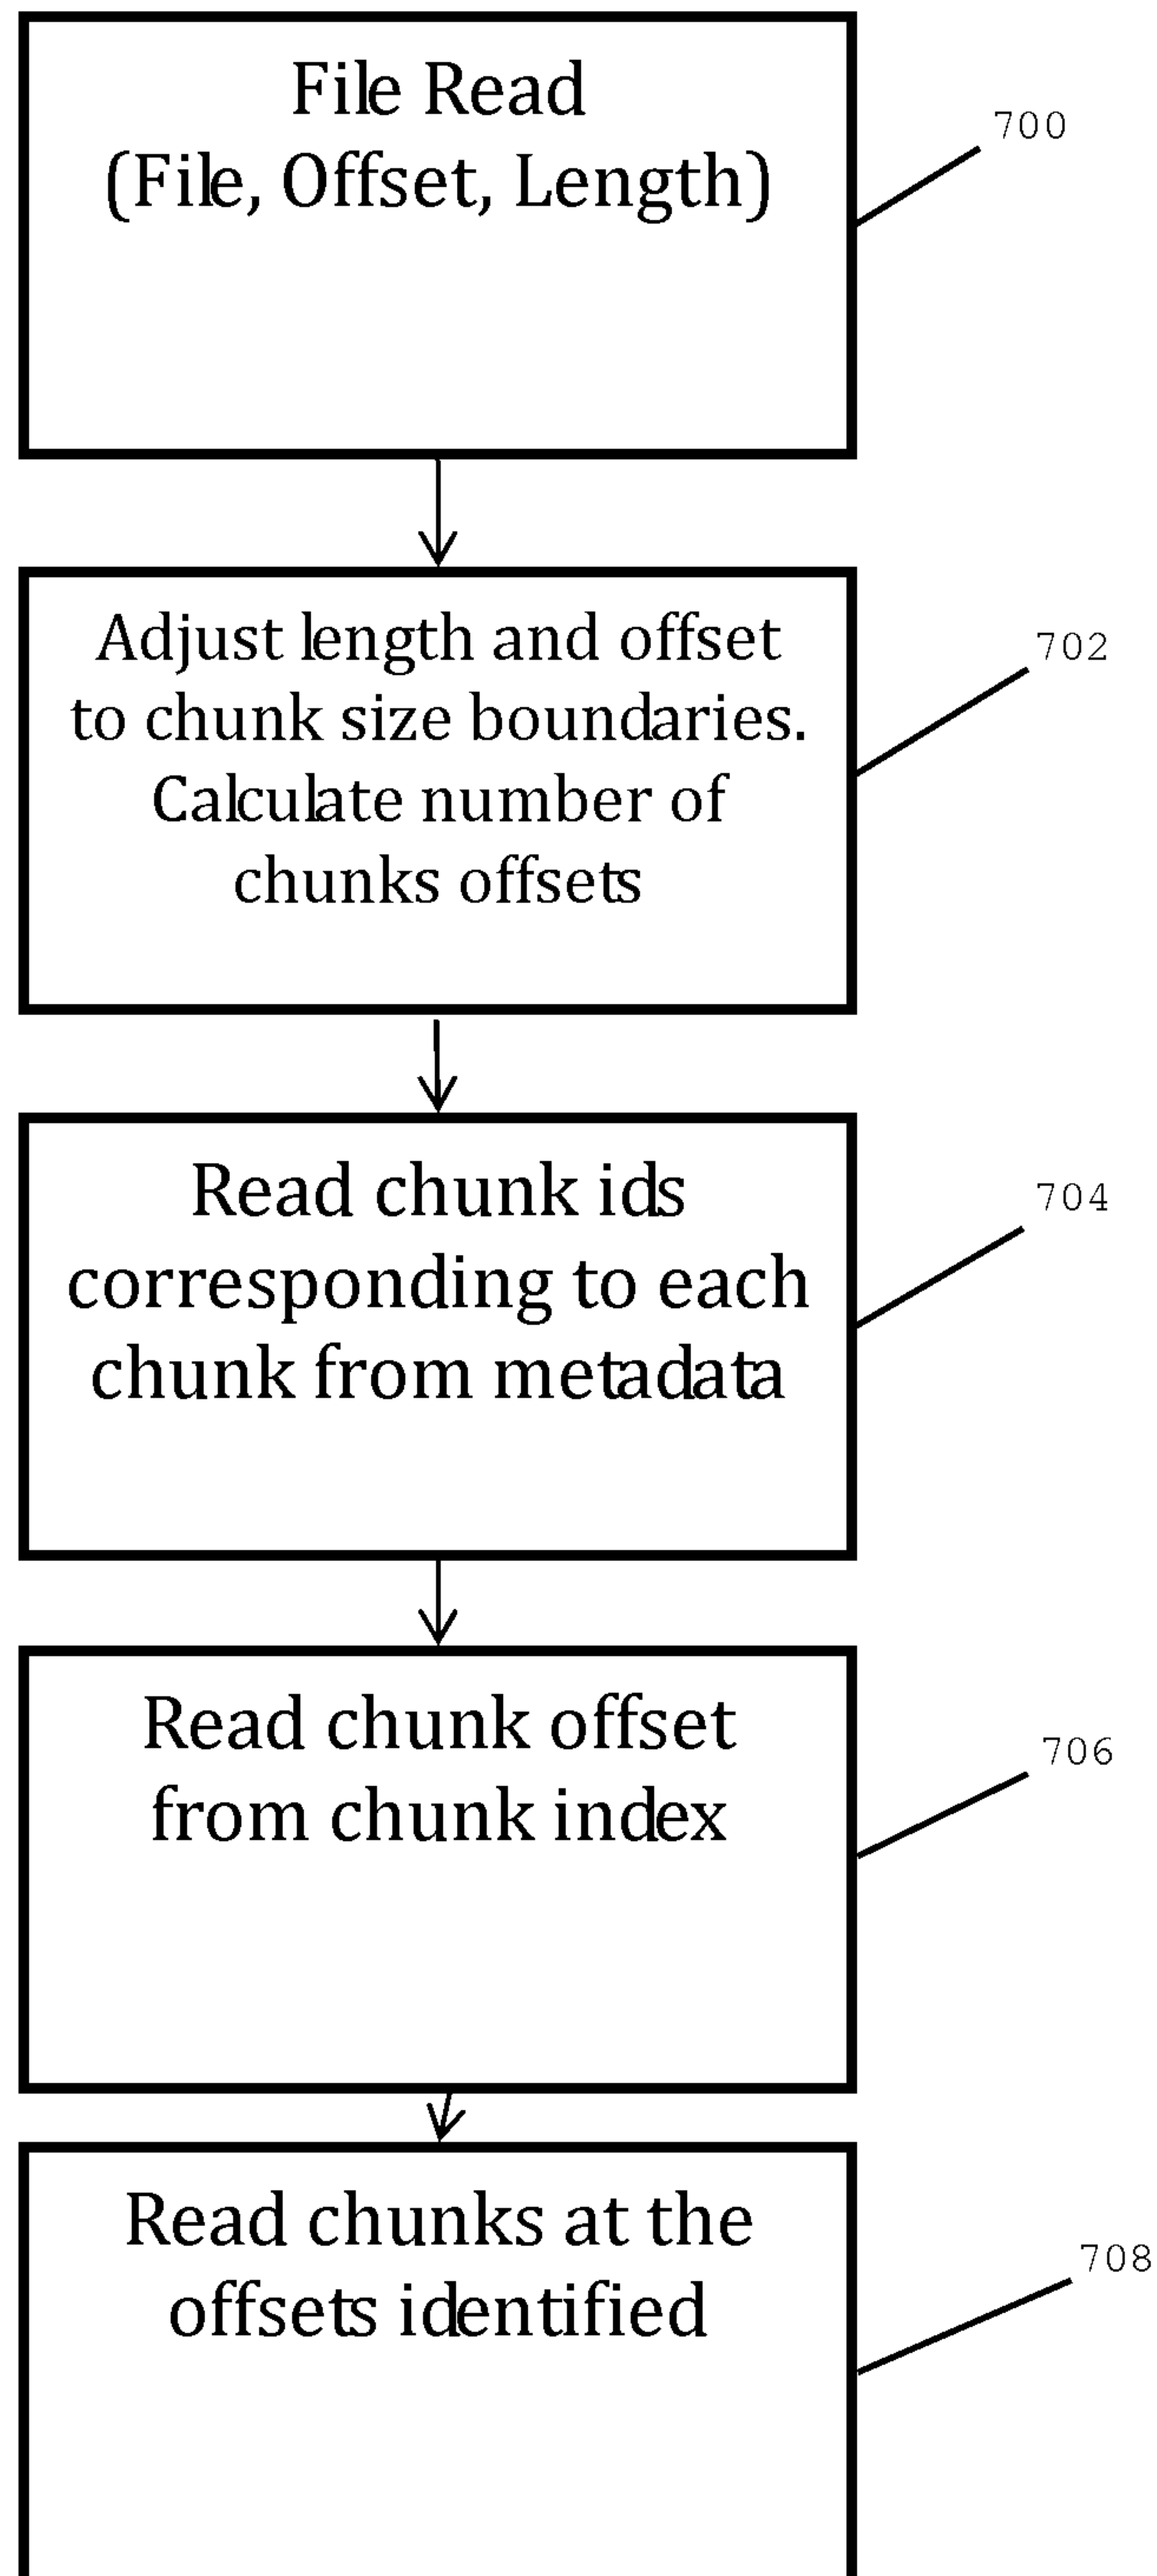 File Read
(File, Offset, Length)
700
Adjust length and offset
to chunk size boundaries.
Calculate number of
chunks offsets
702
Read chunk ids
corresponding to each
chunk from metadata
704
Read chunk offset
from chunk index
706
Read chunks at the
offsets identified
708